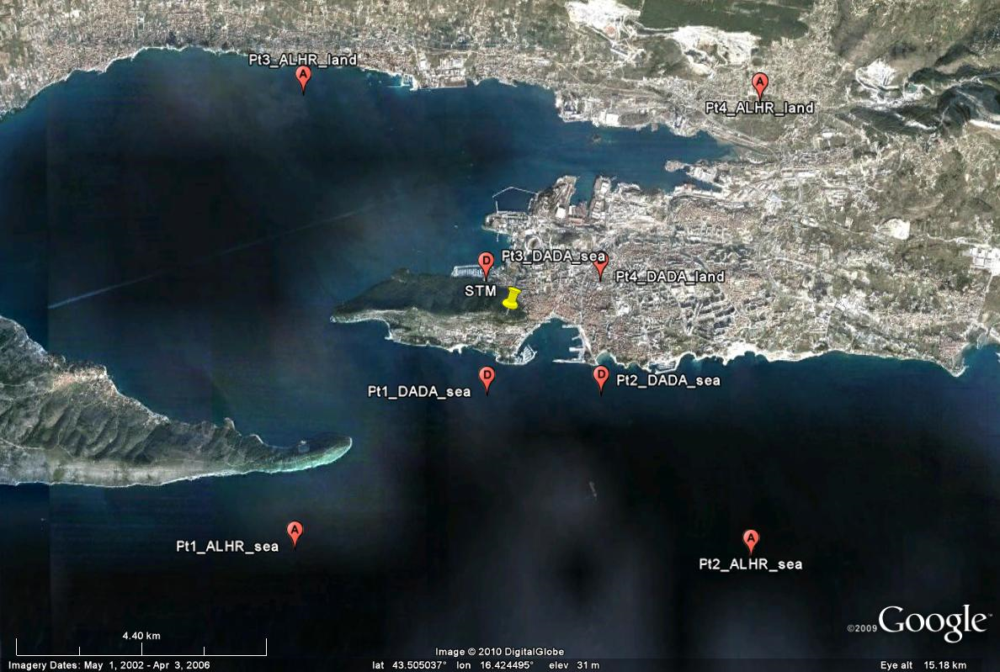 Pt3_ALHR_land
A
A
Pt4_ALHR_land
D
Pt3_DADA_sea
Pt4_DADA_land
STM
D
D
Pt2_DADA_sea
Pt1_DADA_sea
A
Pt1_ALHR_sea
A
Pt2_ALHR_sea
©2009 Google™
4.40 km
Image © 2010 DigitalGlobe
Imagery Dates: May 1, 2002 - Apr 3, 2006
lat 43.505037° lon 16.424495° elev 31 m
Eye alt 15.18 km